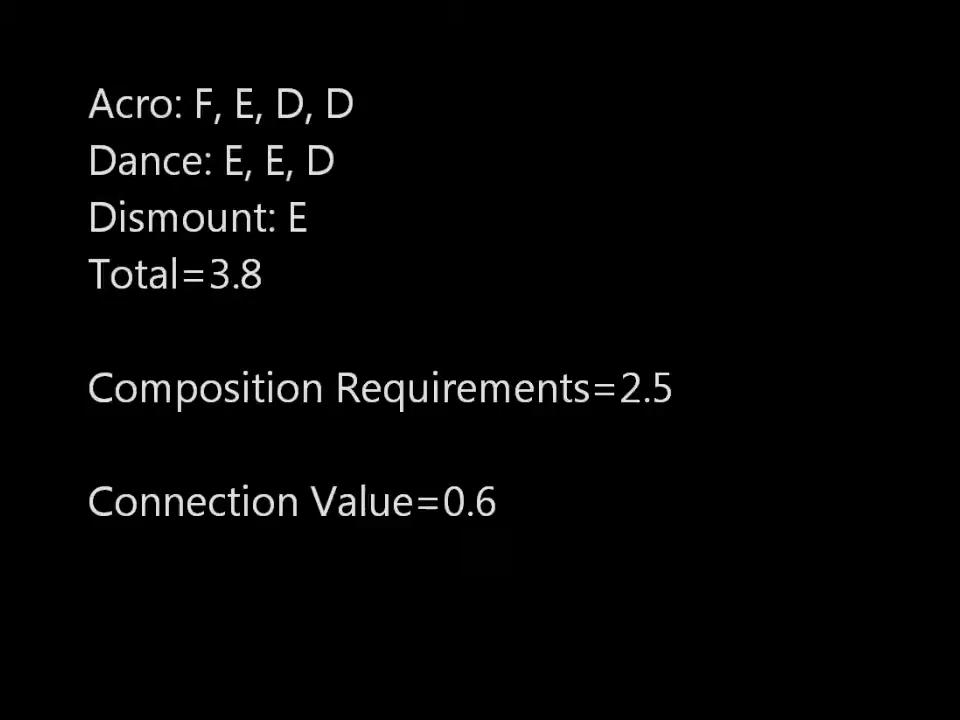 Acro: F, E, D, D
Dance: E, E, D
Dismount: E
Total=3.8
Composition Requirements=2.5
Connection Value=0.6